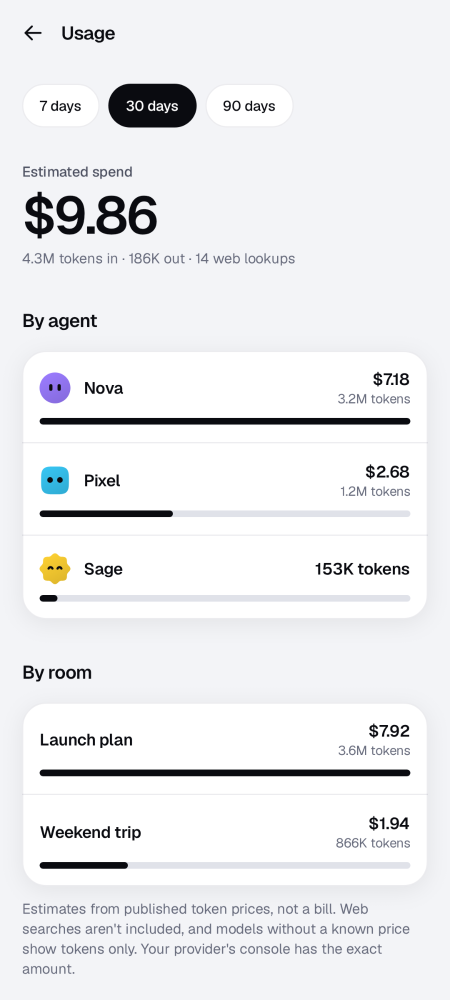 Usage
7 days
30 days
90 days
Estimated spend
$9.86
4.3M tokens in · 186K out · 14 web lookups
By agent
Nova
$7.18
3.2M tokens
Pixel
$2.68
1.2M tokens
Sage
153K tokens
By room
Launch plan
$7.92
3.6M tokens
Weekend trip
$1.94
866K tokens
Estimates from published token prices, not a bill. Web
searches aren't included, and models without a known price
show tokens only. Your provider's console has the exact
amount.